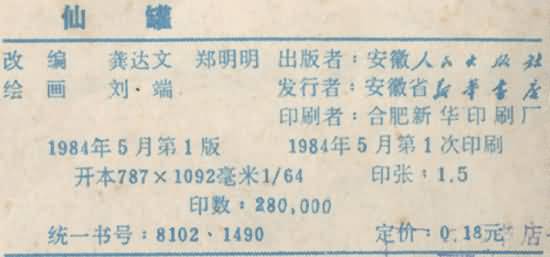 仙 罐
改 编 龚达文 郑明明 出版者：安徽人民出版社
绘 画 刘·端 发行者：安徽省新华书店
印刷者：合肥新华印刷厂
1984年5月第1版 1984年5月第1次印刷
开本787×1092毫米1/64 印张：1.5
印数：280,000
统一书号：8102·1490 定价：0.18元
店